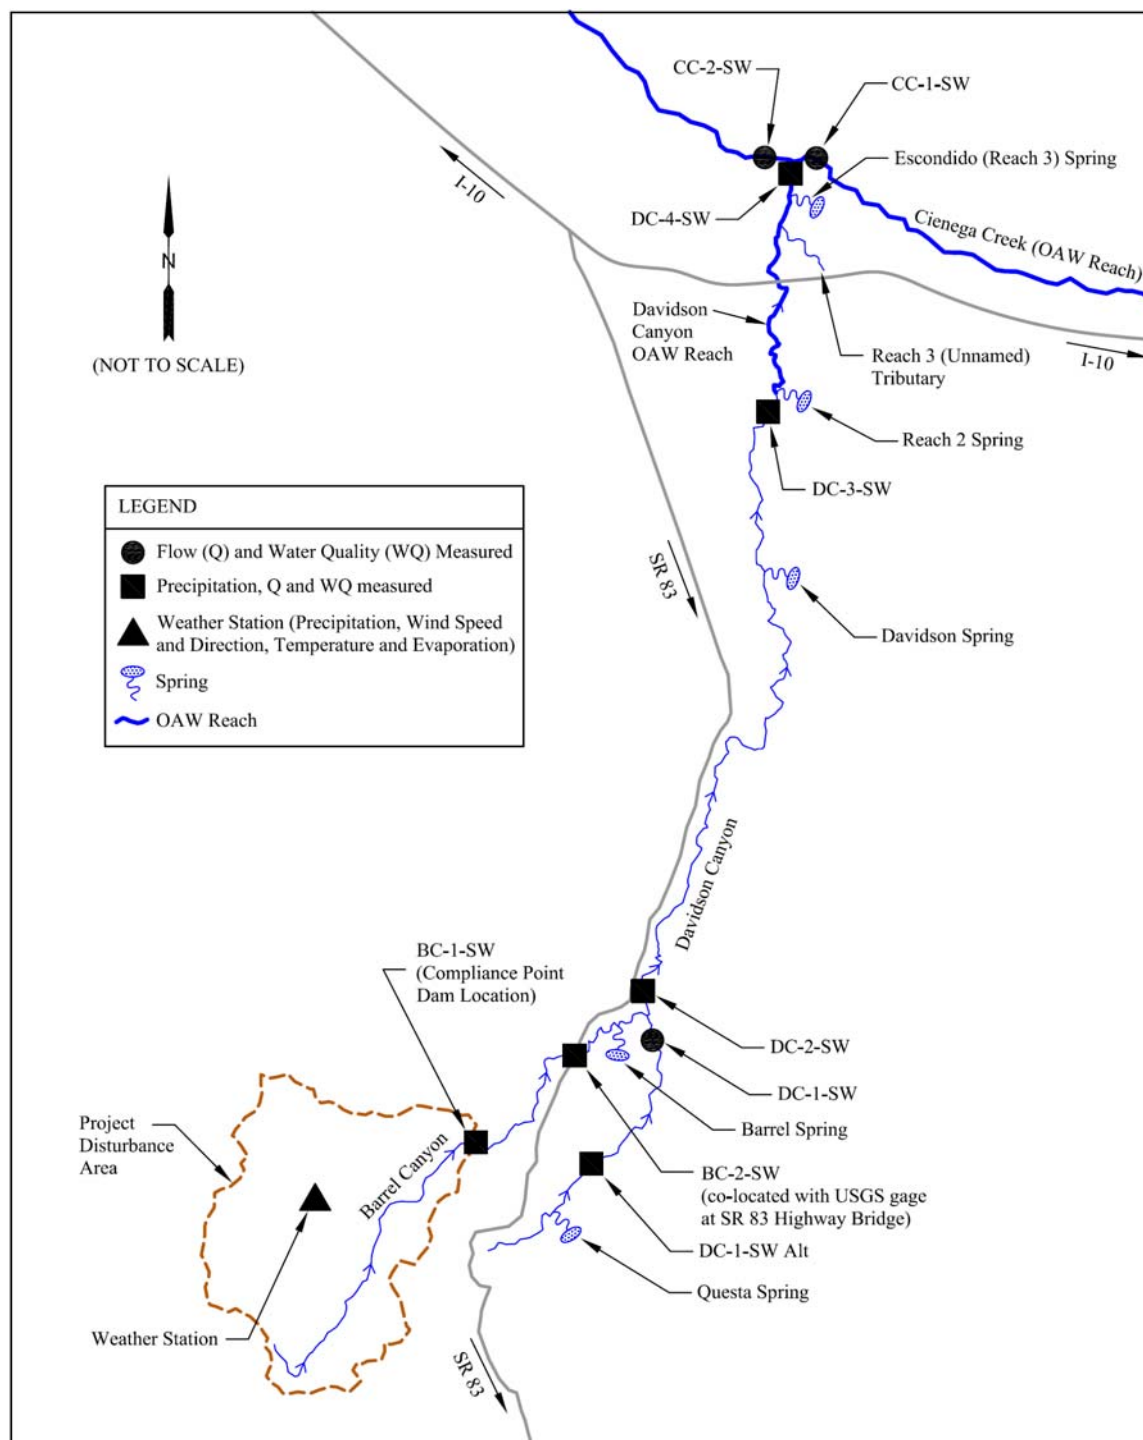 CC-2-SW
CC-1-SW
Escondido (Reach 3) Spring
I-10
DC-4-SW
Cienega Creek (OAW Reach)
N
(NOT TO SCALE)
Davidson
Canyon
OAW Reach
I-10
Reach 3 (Unnamed)
Tributary
Reach 2 Spring
DC-3-SW
LEGEND
Flow (Q) and Water Quality (WQ) Measured
Precipitation, Q and WQ measured
Weather Station (Precipitation, Wind Speed
and Direction, Temperature and Evaporation)
Spring
OAW Reach
SR 83
Davidson Spring
Davidson Canyon
BC-1-SW
(Compliance Point
Dam Location)
DC-2-SW
DC-1-SW
Barrel Spring
Project
Disturbance
Area
Barrel Canyon
BC-2-SW
(co-located with USGS gage
at SR 83 Highway Bridge)
DC-1-SW Alt
Questa Spring
Weather Station
SR 83